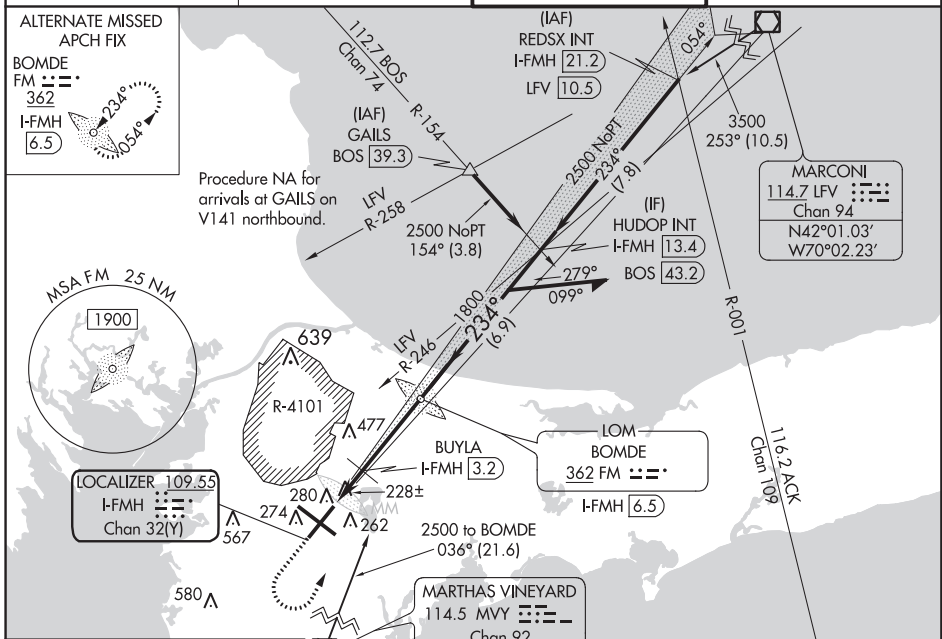 ALTERNATE MISSED
APCH FIX
BOMDE
FM
362
I-FMH
6.5
234°
054°
112.7 BOS
Chan 74
R-154
(IAF)
GAILS
BOS 39.3
(IAF)
REDSX INT
I-FMH 21.2
LFV 10.5
054°
3500
253° (10.5)
Procedure NA for
arrivals at GAILS on
V141 northbound.
LFV
R-258
2500 NoPT
154° (3.8)
2500 NoPT
234°
(7.8)
(IF)
HUDOP INT
I-FMH 13.4
BOS 43.2
MARCONI
114.7 LFV
Chan 94
N42°01.03'
W70°02.23'
279°
099°
R-001
MSA FM 25 NM
1900
1800
234°
(6.9)
LFV
R-246
639
R-4101
477
BUYLA
I-FMH 3.2
LOM
BOMDE
362 FM
I-FMH 6.5
116.2 ACK
Chan 109
LOCALIZER 109.55
I-FMH
Chan 32(Y)
280
228±
MM
274
262
567
2500 to BOMDE
036° (21.6)
580
MARTHAS VINEYARD
114.5 MVY
Chan 92